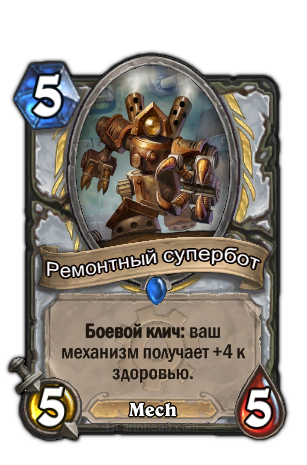 5
Ремонтный супербот
Боевой клич: ваш
механизм получает +4 к
здоровью.
5
Mech
5